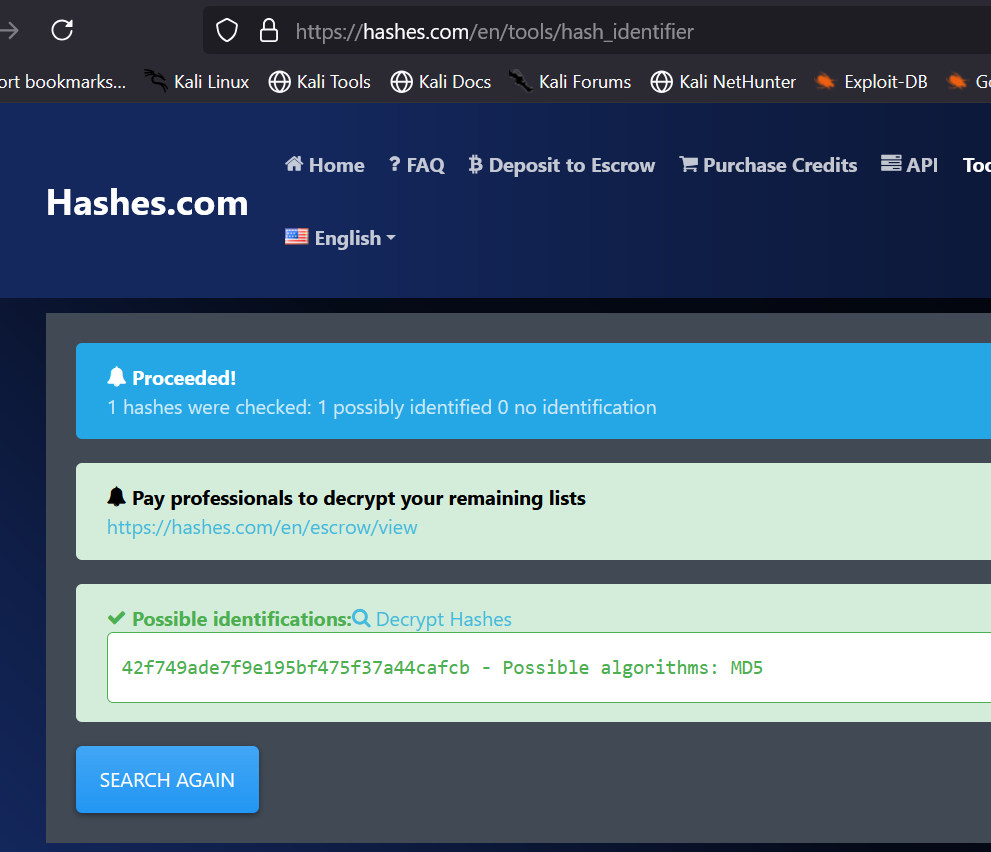 https://hashes.com/en/tools/hash_identifier
ort bookmarks... Kali Linux Kali Tools Kali Docs Kali Forums Kali NetHunter Exploit-DB Go
Home ? FAQ Deposit to Escrow Purchase Credits API Too
Hashes.com
English
Proceeded!
1 hashes were checked: 1 possibly identified 0 no identification
Pay professionals to decrypt your remaining lists
https://hashes.com/en/escrow/view
Possible identifications: Decrypt Hashes
42f749ade7f9e195bf475f37a44cafcb - Possible algorithms: MD5
SEARCH AGAIN